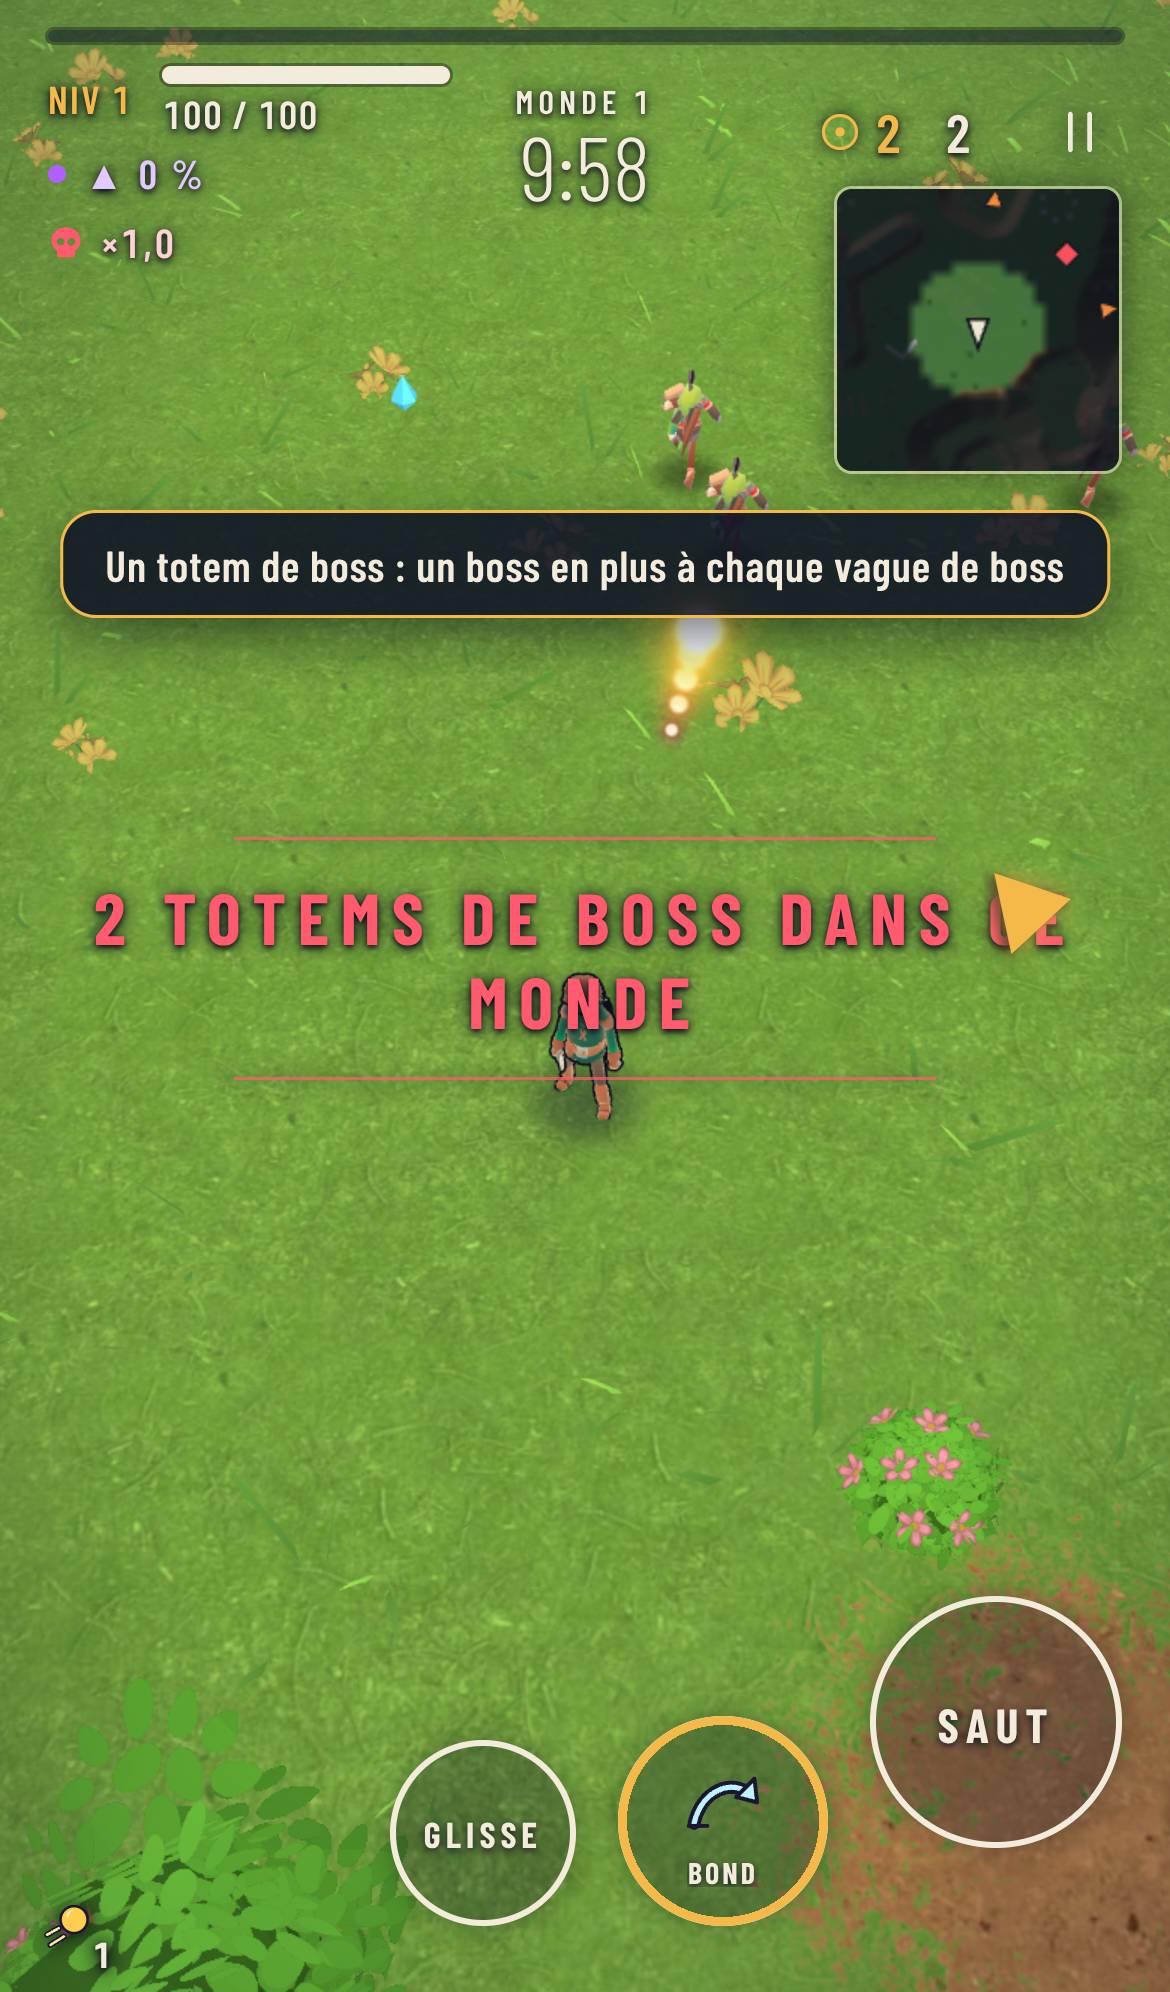 NIV 1
100 / 100
0 %
×1,0
MONDE 1
9:58
2 2
Un totem de boss : un boss en plus à chaque vague de boss
2 TOTEMS DE BOSS DANS CE
MONDE
SAUT
GLISSE
BOND
1